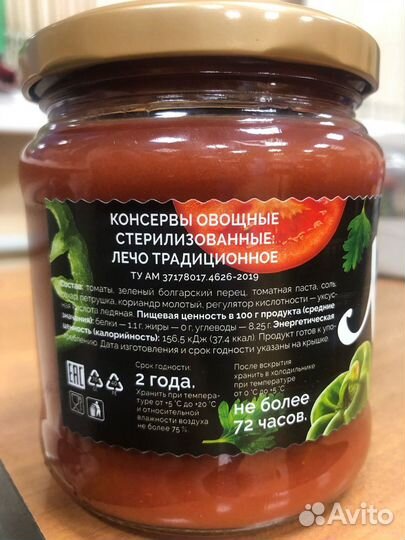 КОНСЕРВЫ ОВОЩНЫЕ
СТЕРИЛИЗОВАННЫЕ:
ЛЕЧО ТРАДИЦИОННОЕ
ТУ АМ 37178017.4626-2019
Состав: томаты, зеленый болгарский перец, томатная паста, соль,
петрушка, кориандр молотый, регулятор кислотности – уксус-
ная кислота ледяная. Пищевая ценность в 100 г продукта (средние
значения): белки – 1.1 г, жиры – 0 г, углеводы – 8.25 г. Энергетическая
ценность (калорийность): 156,5 кДж (37.4 ккал). Продукт готов к упо-
треблению. Дата изготовления и срок годности указаны на крышке.
EAC
Срок годности:
2 года.
Хранить при темпера-
туре от +5 °C до +20 °C
и относительной
влажности воздуха
не более 75 %.
После вскрытия
хранить в холодильнике
при температуре
от 0 °C до +5 °C
не более
72 часов.
Avito